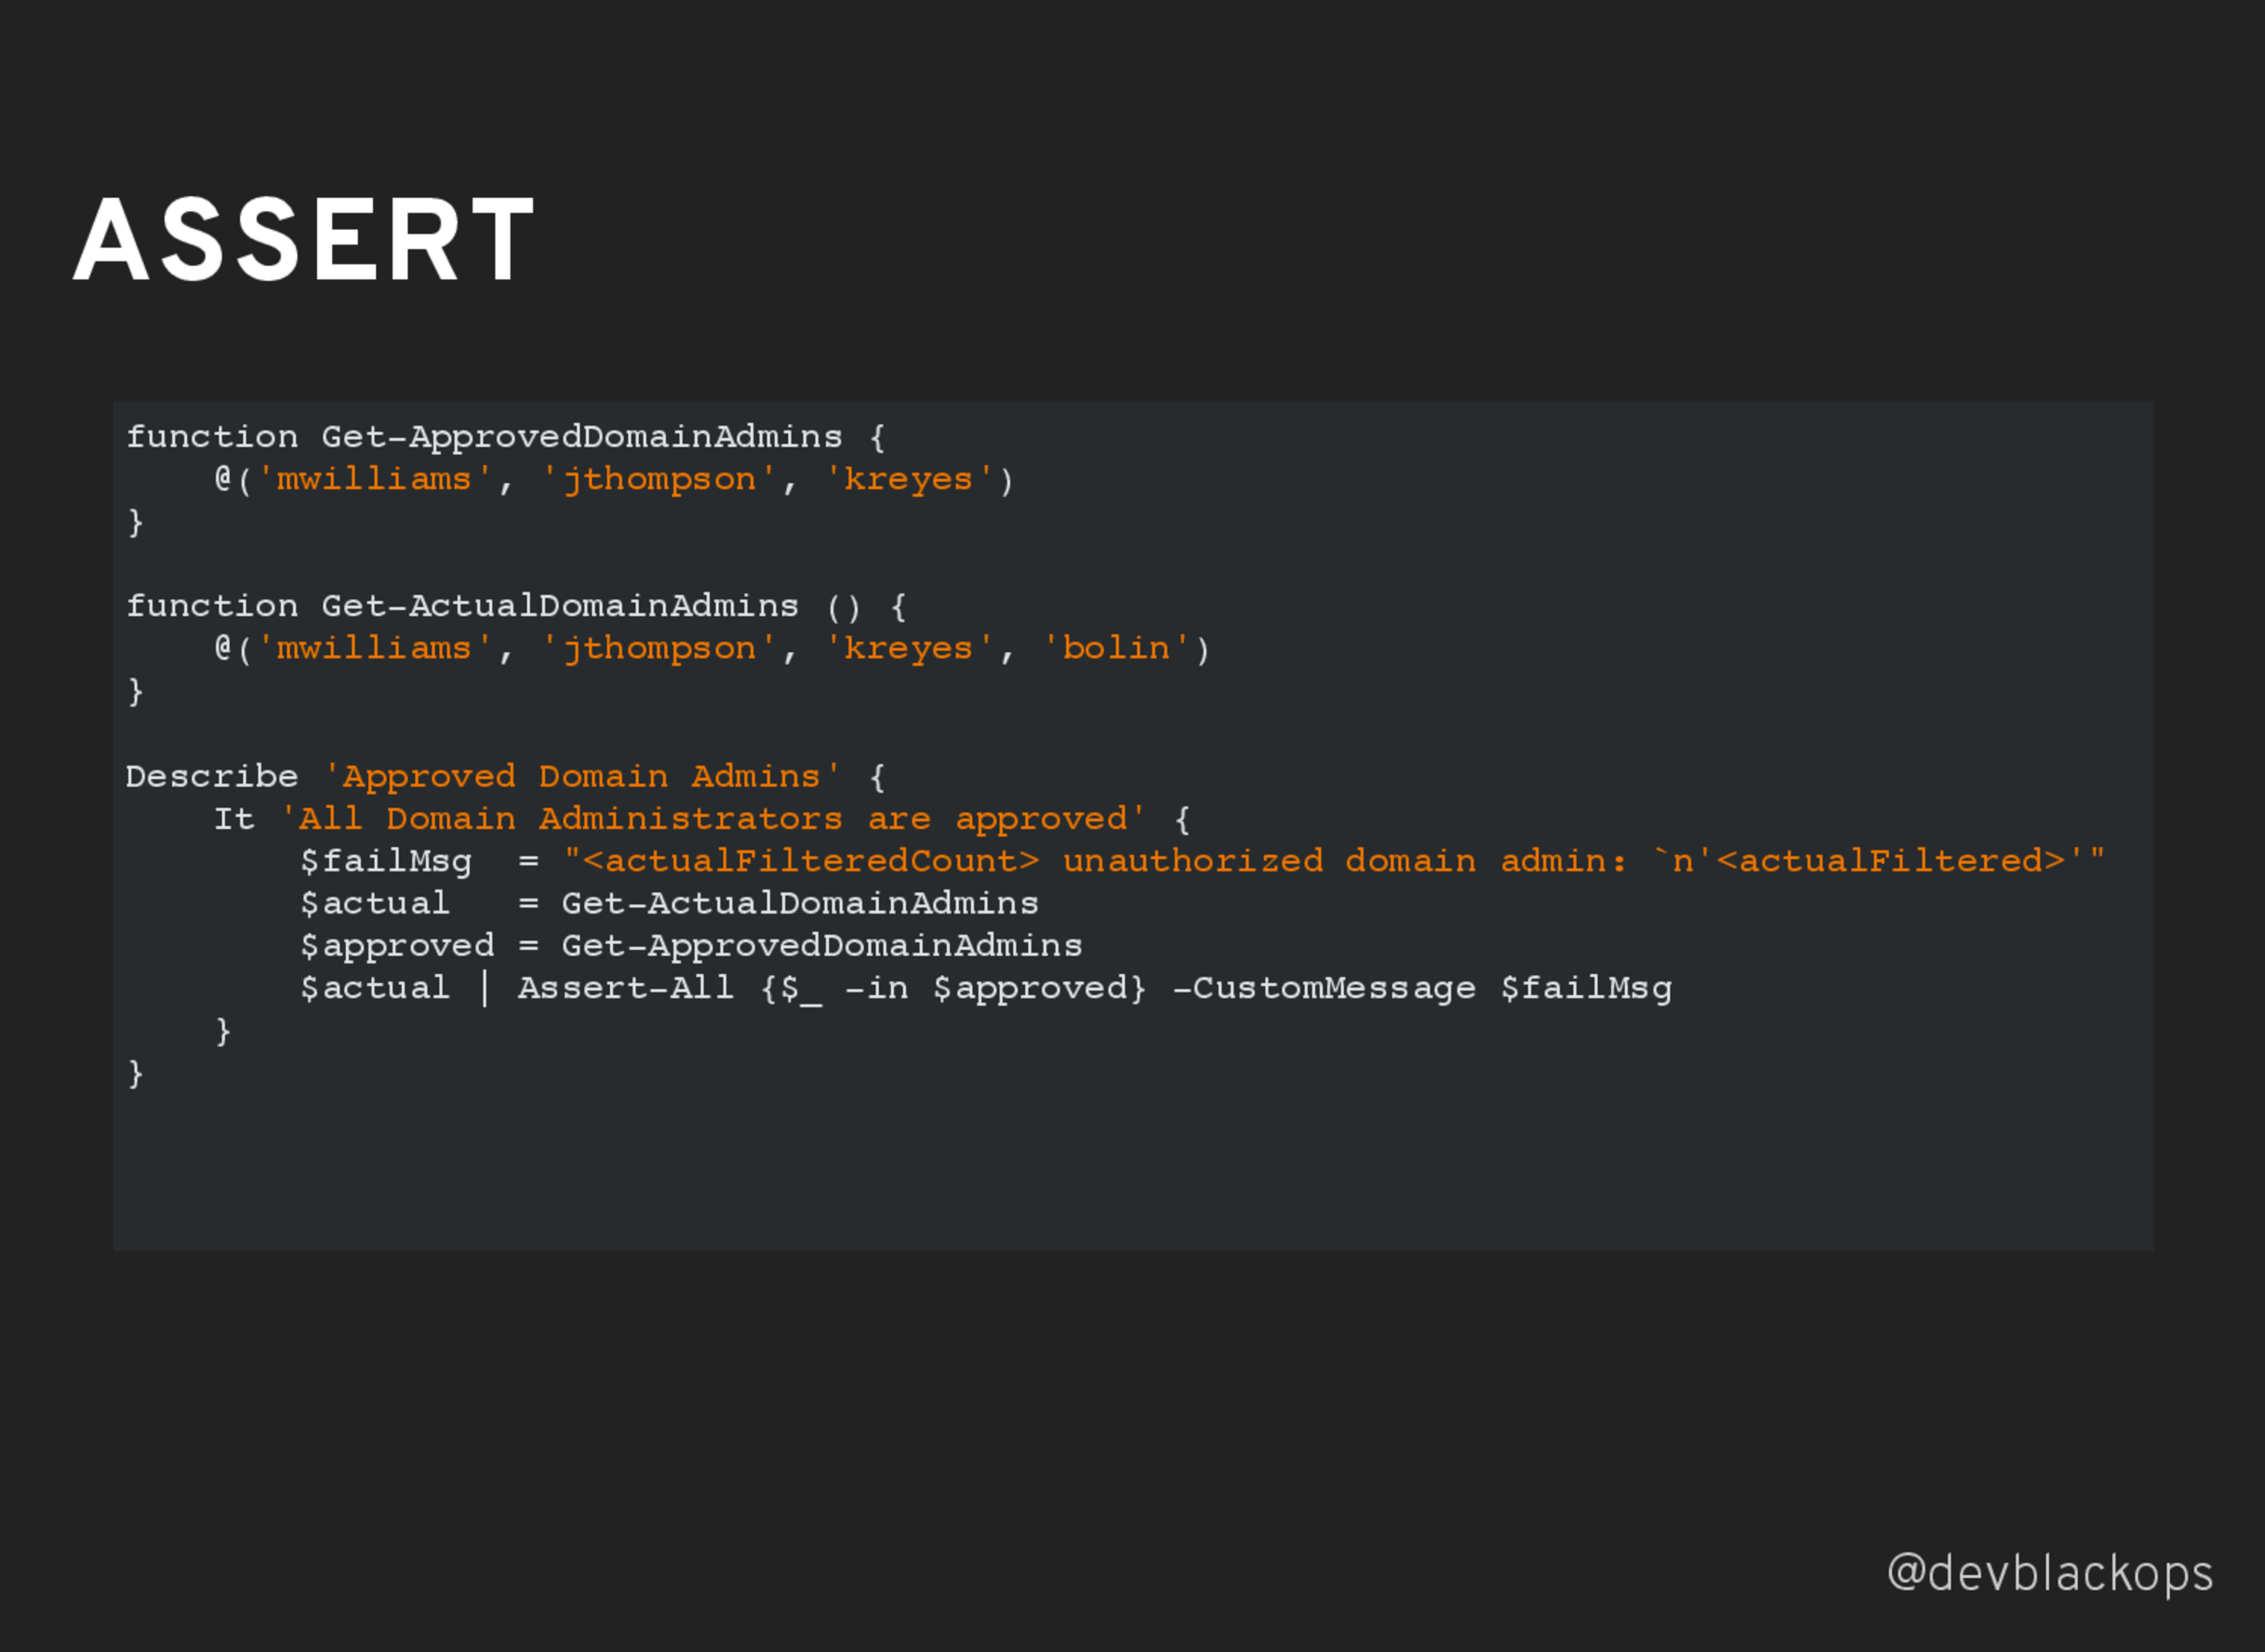 ASSERT
function Get-ApprovedDomainAdmins {
    @('mwilliams', 'jthompson', 'kreyes')
}
function Get-ActualDomainAdmins () {
    @('mwilliams', 'jthompson', 'kreyes', 'bolin')
}
Describe 'Approved Domain Admins' {
    It 'All Domain Administrators are approved' {
        $failMsg  = "<actualFilteredCount> unauthorized domain admin: `n'<actualFiltered>'"
        $actual   = Get-ActualDomainAdmins
        $approved = Get-ApprovedDomainAdmins
        $actual | Assert-All {$_ -in $approved} -CustomMessage $failMsg
    }
}
@devblackops